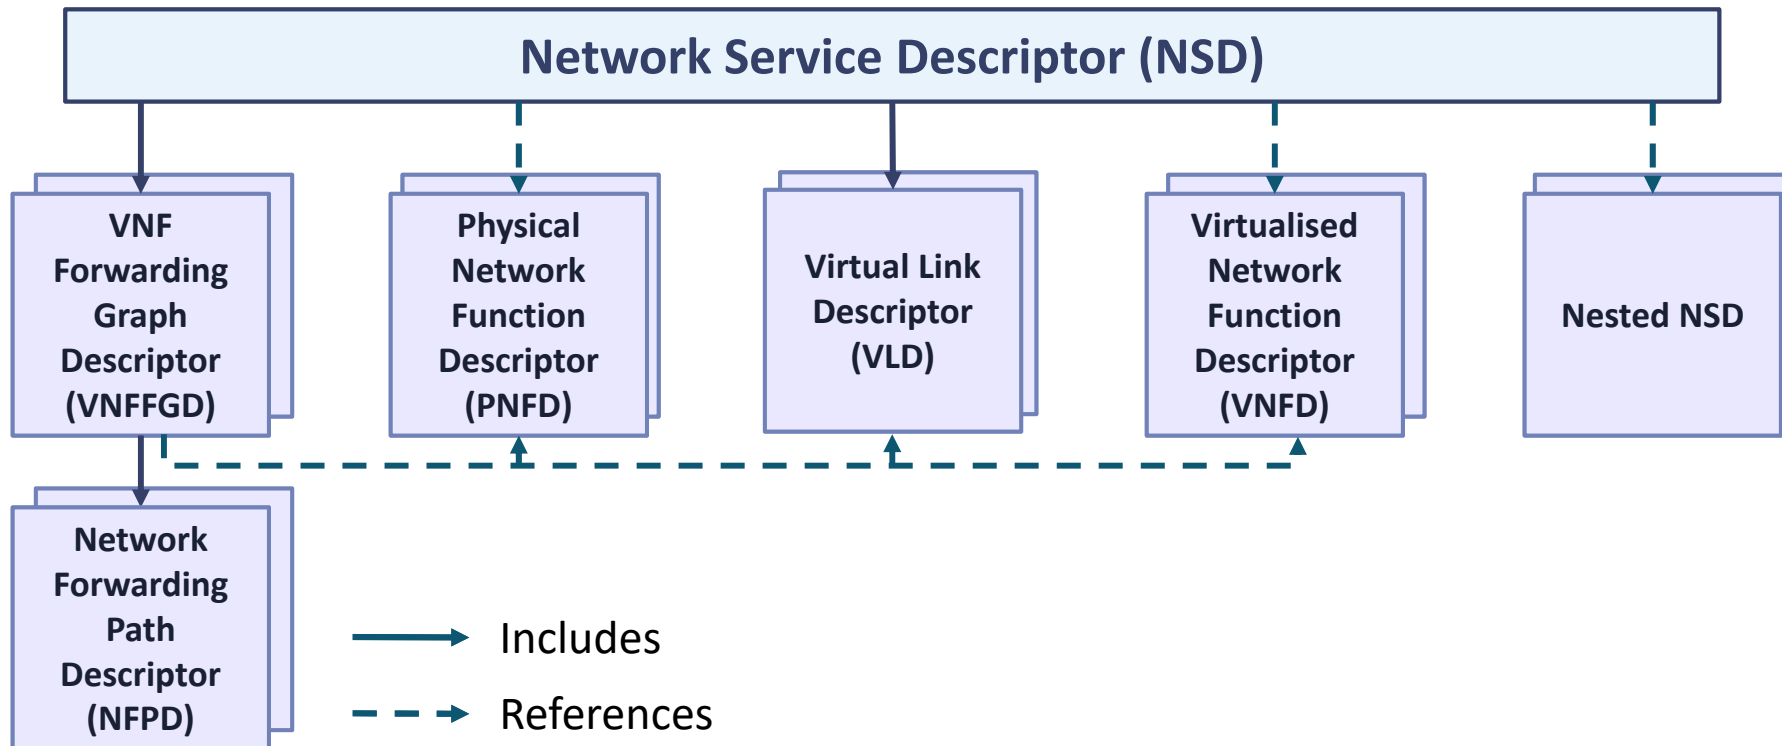 Network Service Descriptor (NSD)
VNF
Forwarding
Graph
Descriptor
(VNFFGD)
Physical
Network
Function
Descriptor
(PNFD)
Virtual Link
Descriptor
(VLD)
Virtualised
Network
Function
Descriptor
(VNFD)
Nested NSD
Network
Forwarding
Path
Descriptor
(NFPD)
Includes
References